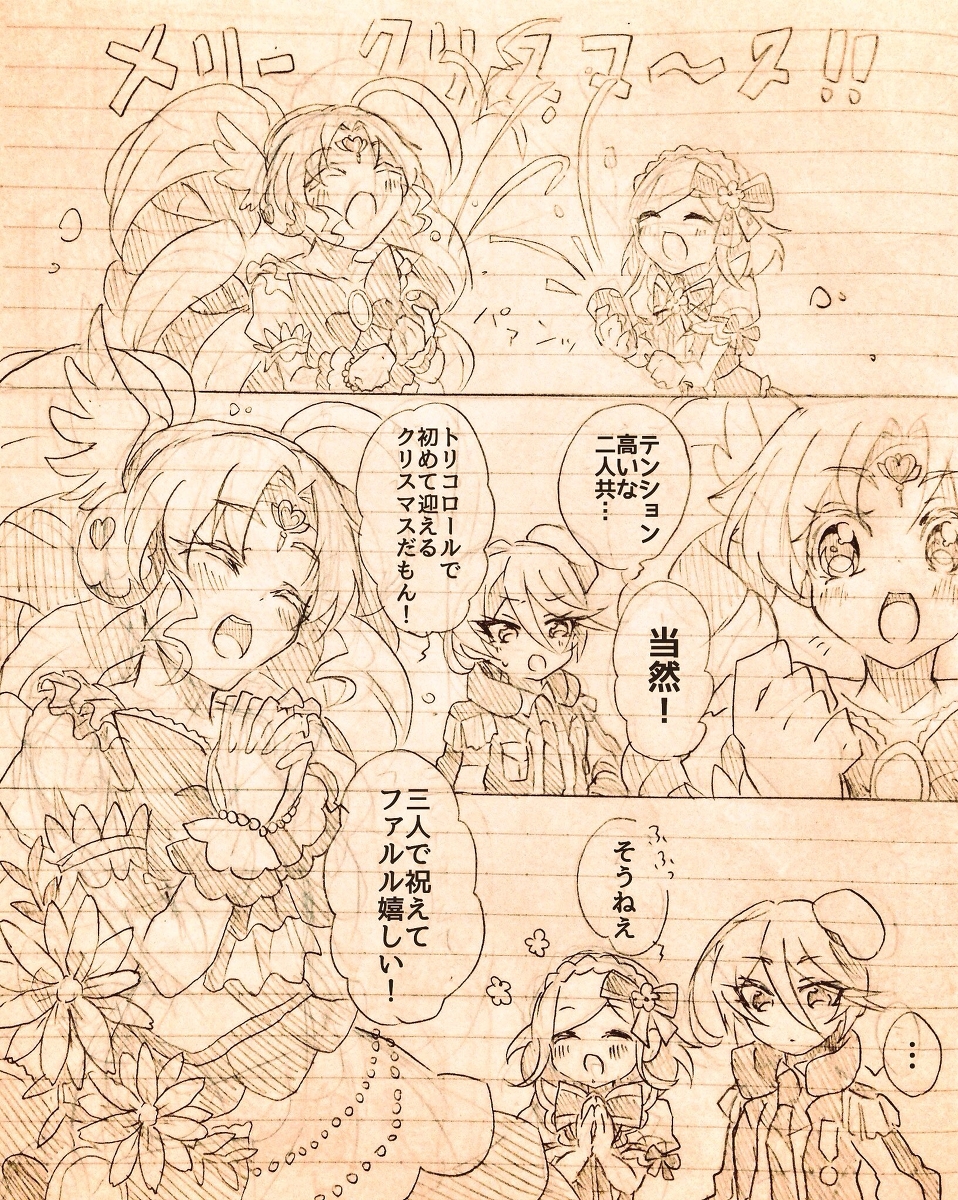 メリークリスマ〜ス!!
パァンッ
テンション
高いな
二人共…
当然！
トリコロールで
初めて迎える
クリスマスだもん！
三人で祝えて
ファルル嬉しい！
ふふっ
そうねえ
…